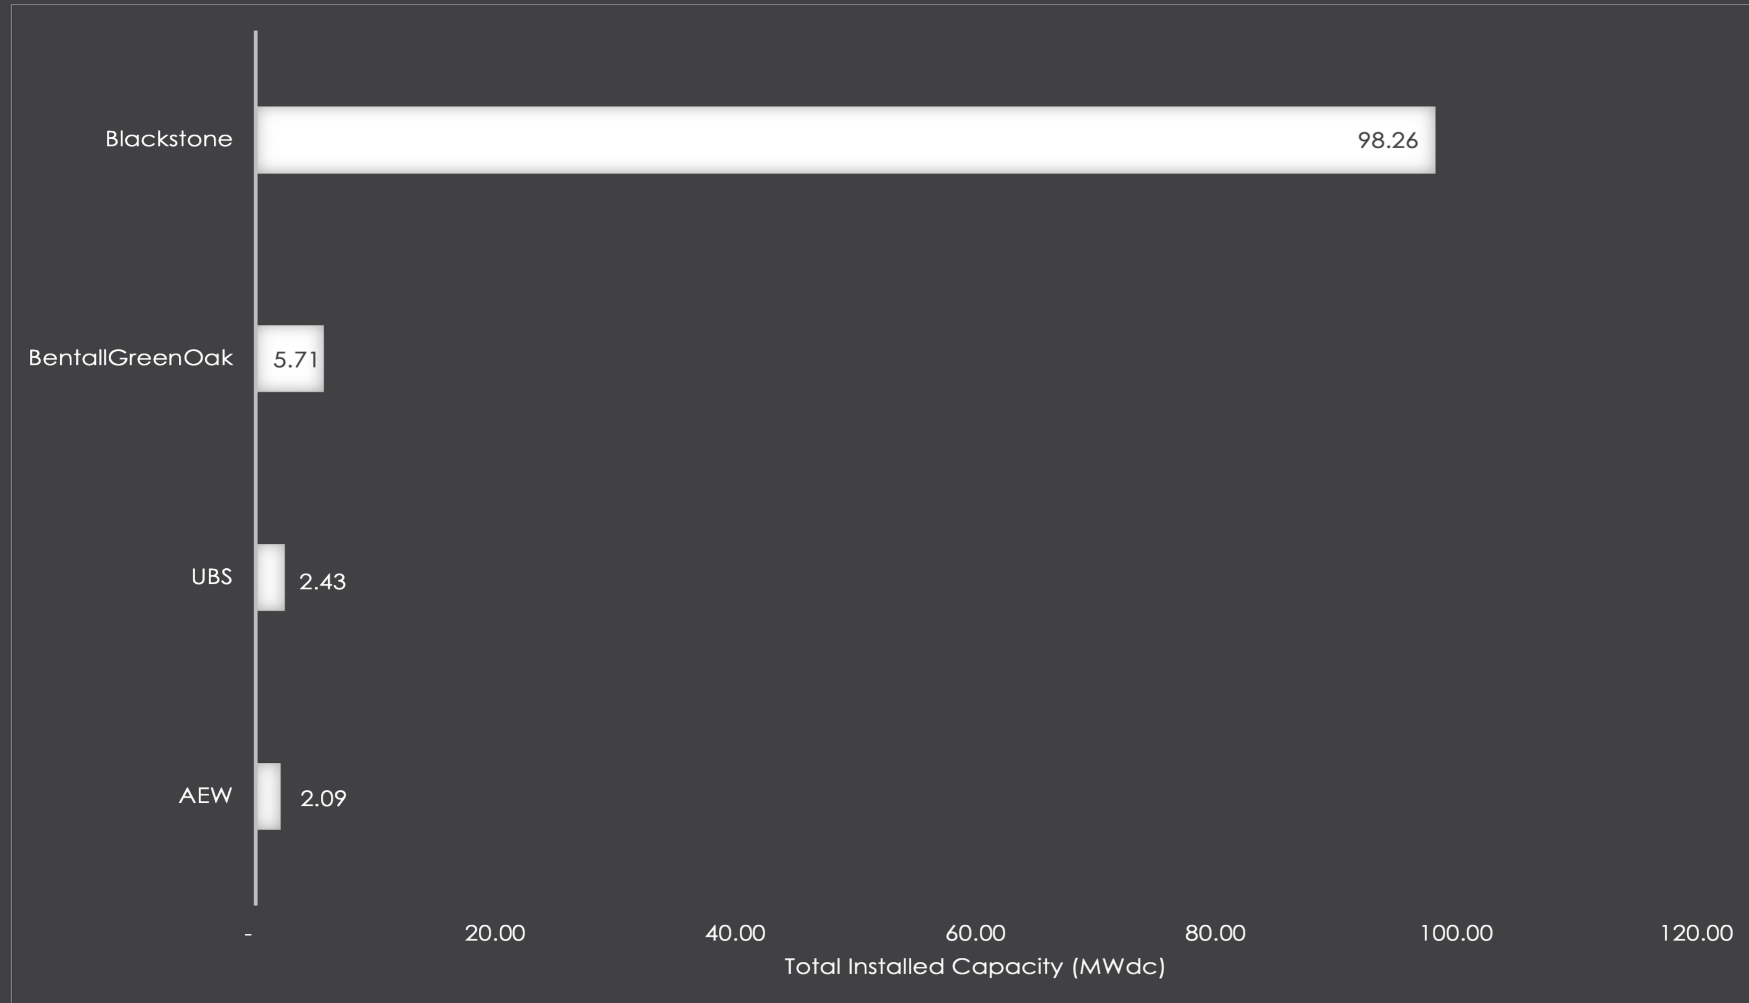 Blackstone
98.26
BentallGreenOak
5.71
UBS
2.43
AEW
2.09
- 20.00 40.00 60.00 80.00 100.00 120.00
Total Installed Capacity (MWdc)